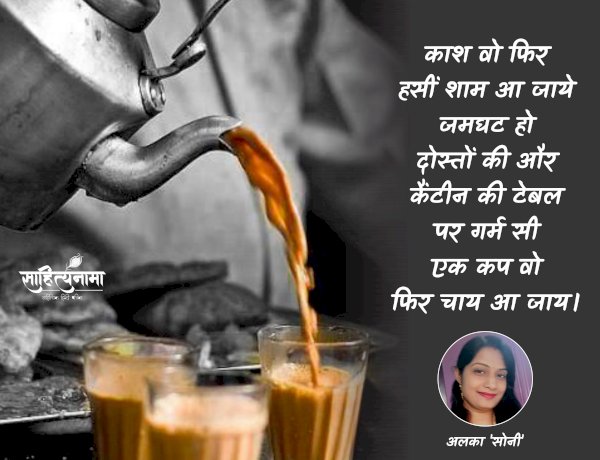 काश वो फिर
हसीं शाम आ जाये
जमघट हो
दोस्तों की और
कैंटीन की टेबल
पर गर्म सी
एक कप वो
फिर चाय आ जाय।
साहित्यनामा
अलका 'सोनी'